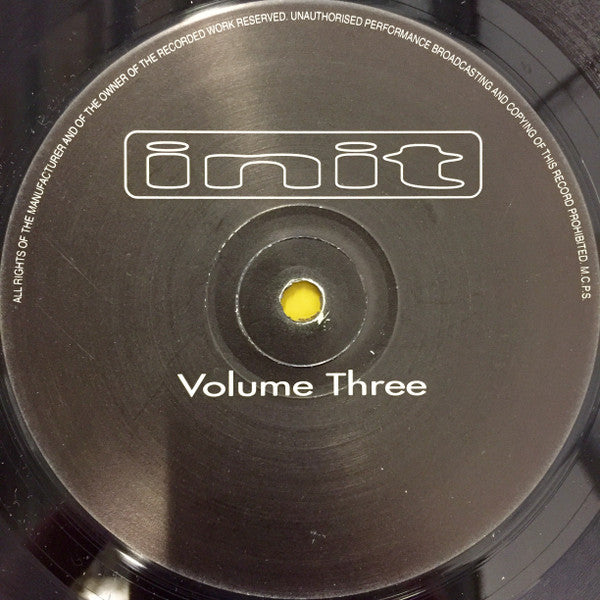 ALL RIGHTS OF THE MANUFACTURER AND OF THE OWNER OF THE RECORDED WORK RESERVED. UNAUTHORISED PERFORMANCE BROADCASTING AND COPYING OF THIS RECORD PROHIBITED. M.C.P.S.
init
Volume Three